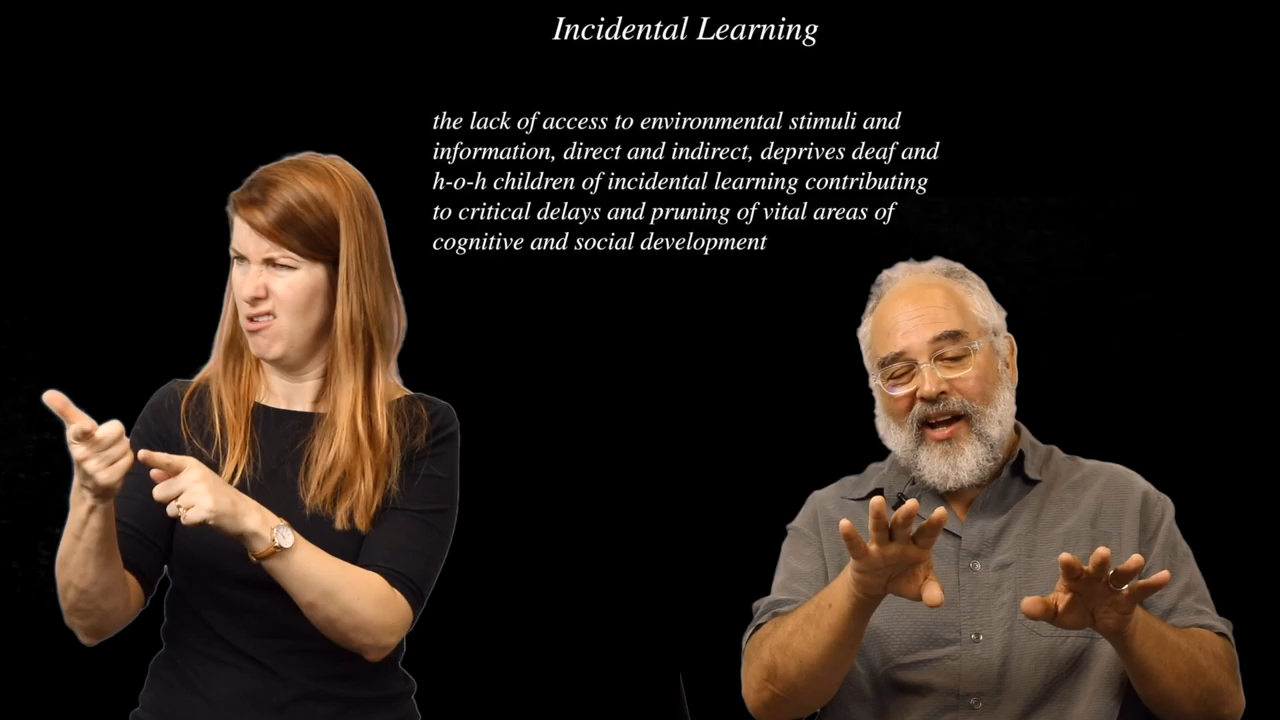 Incidental Learning
the lack of access to environmental stimuli and
information, direct and indirect, deprives deaf and
h-o-h children of incidental learning contributing
to critical delays and pruning of vital areas of
cognitive and social development